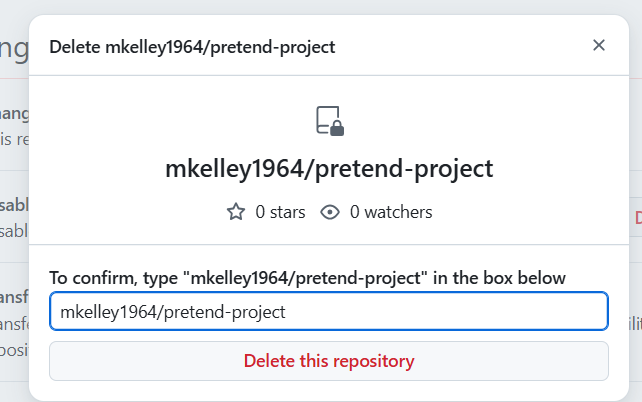 Delete mkelley1964/pretend-project
mkelley1964/pretend-project
0 stars 0 watchers
To confirm, type "mkelley1964/pretend-project" in the box below
mkelley1964/pretend-project
Delete this repository